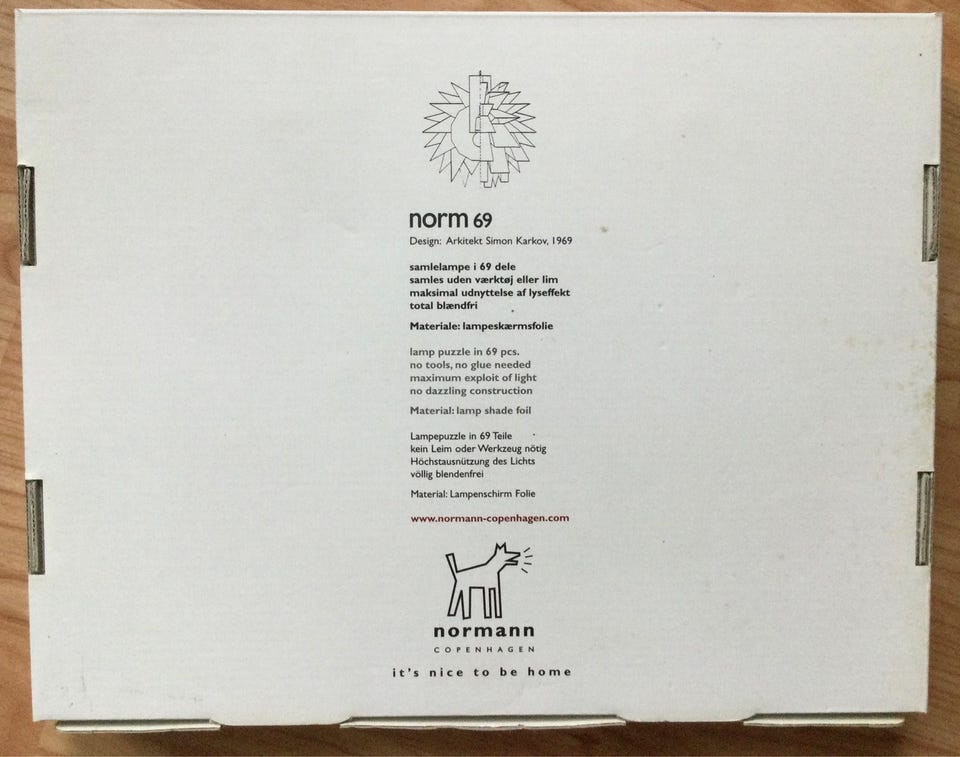 norm 69
Design: Arkitekt Simon Karkov, 1969
samlelampe i 69 dele
samles uden værktøj eller lim
maksimal udnyttelse af lyseffekt
total blændfri
Materiale: lampeskærmsfolie
lamp puzzle in 69 pcs.
no tools, no glue needed
maximum exploit of light
no dazzling construction
Material: lamp shade foil
Lampepuzzle in 69 Teile
kein Leim oder Werkzeug nötig
Höchstausnützung des Lichts
völlig blendenfrei
Material: Lampenschirm Folie
www.normann-copenhagen.com
normann
COPENHAGEN
it's nice to be home